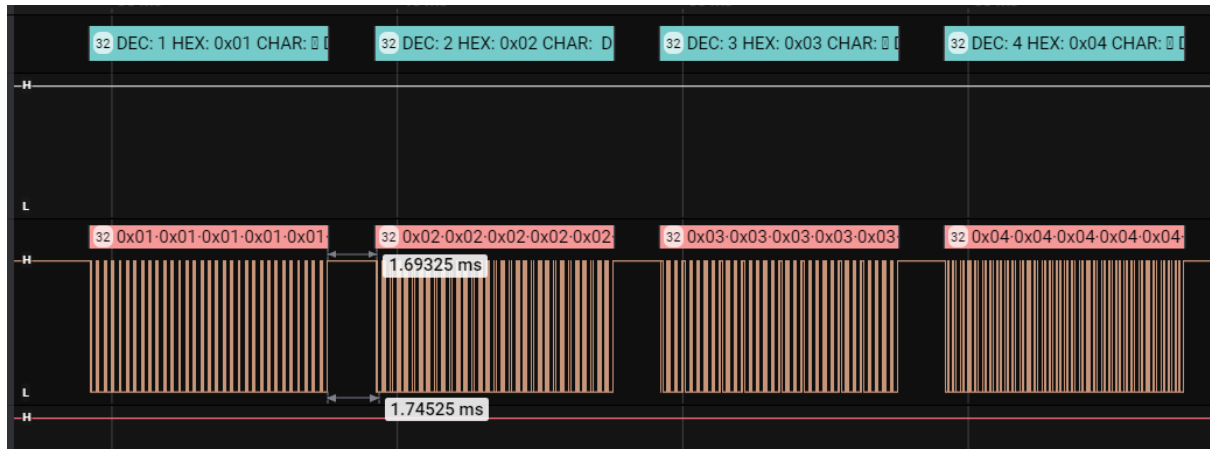 32 DEC: 1 HEX: 0x01 CHAR:
32 DEC: 2 HEX: 0x02 CHAR: D
32 DEC: 3 HEX: 0x03 CHAR:
32 DEC: 4 HEX: 0x04 CHAR:
H
L
32 0x01·0x01·0x01·0x01·0x01·
32 0x02·0x02·0x02·0x02·0x02·
32 0x03·0x03·0x03·0x03·0x03·
32 0x04·0x04·0x04·0x04·0x04·
H
1.69325 ms
L
1.74525 ms
H